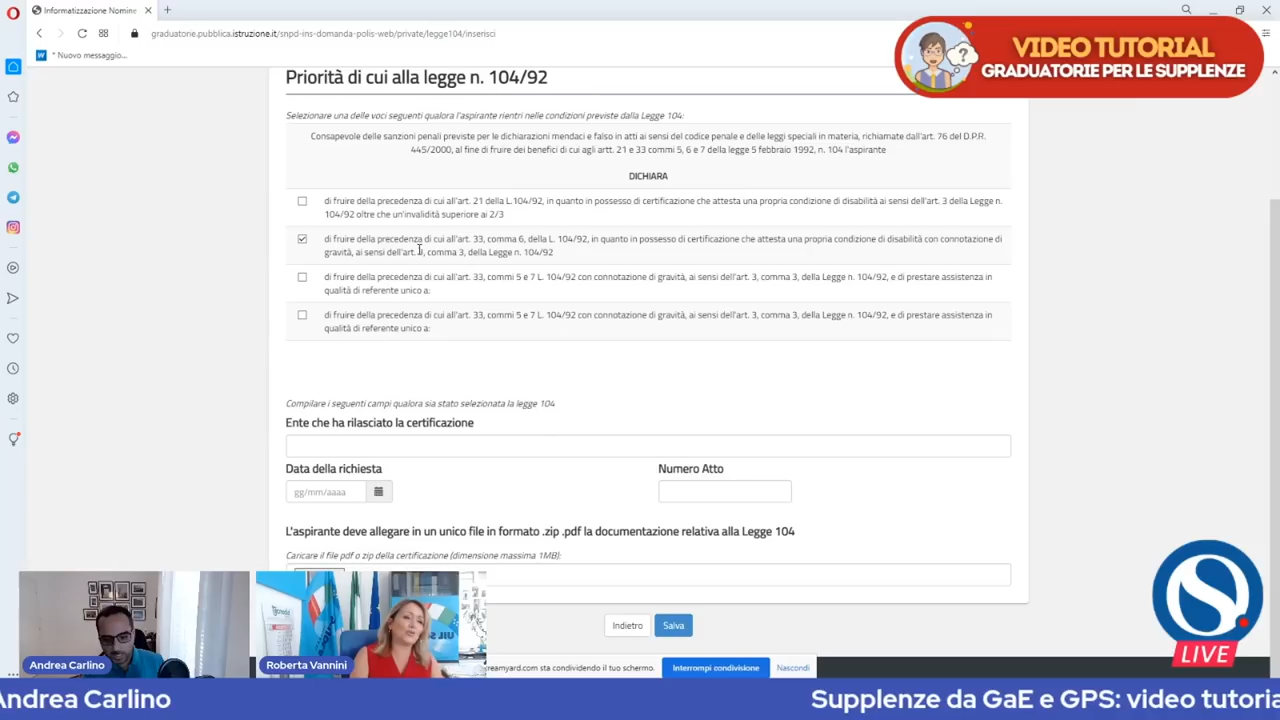 Informatizzazione Nomine
graduatorie.pubblica.istruzione.it/snpd-ins-domanda-polis-web/private/legge104/inserisci
* Nuovo messaggio...
VIDEO TUTORIAL
GRADUATORIE PER LE SUPPLENZE
Priorità di cui alla legge n. 104/92
Selezionare una delle voci seguenti qualora l'aspirante rientri nelle condizioni previste dalla Legge 104:
Consapevole delle sanzioni penali previste per le dichiarazioni mendaci e falso in atti ai sensi del codice penale e delle leggi speciali in materia, richiamate dall'art. 76 del D.P.R.
445/2000, al fine di fruire dei benefici di cui agli artt. 21 e 33 commi 5, 6 e 7 della legge 5 febbraio 1992, n. 104 l'aspirante
DICHIARA
di fruire della precedenza di cui all'art. 21 della L.104/92, in quanto in possesso di certificazione che attesta una propria condizione di disabilità ai sensi dell'art. 3 della Legge n.
104/92 oltre che un'invalidità superiore ai 2/3
di fruire della precedenza di cui all'art. 33, comma 6, della L. 104/92, in quanto in possesso di certificazione che attesta una propria condizione di disabilità con connotazione di
gravità, ai sensi dell'art. 3, comma 3, della Legge n. 104/92
di fruire della precedenza di cui all'art. 33, commi 5 e 7 L. 104/92 con connotazione di gravità, ai sensi dell'art. 3, comma 3, della Legge n. 104/92, e di prestare assistenza in
qualità di referente unico a:
di fruire della precedenza di cui all'art. 33, commi 5 e 7 L. 104/92 con connotazione di gravità, ai sensi dell'art. 3, comma 3, della Legge n. 104/92, e di prestare assistenza in
qualità di referente unico a:
Compilare i seguenti campi qualora sia stato selezionata la legge 104
Ente che ha rilasciato la certificazione
Data della richiesta
Numero Atto
gg/mm/aaaa
L'aspirante deve allegare in un unico file in formato .zip .pdf la documentazione relativa alla Legge 104
Caricare il file pdf o zip della certificazione (dimensione massima 1MB):
Indietro
Salva
eamyard.com sta condividendo il tuo schermo.
Interrompi condivisione
Nascondi
Andrea Carlino
Roberta Vannini
UIL
S
LIVE
Andrea Carlino
Supplenze da GaE e GPS: video tutoria